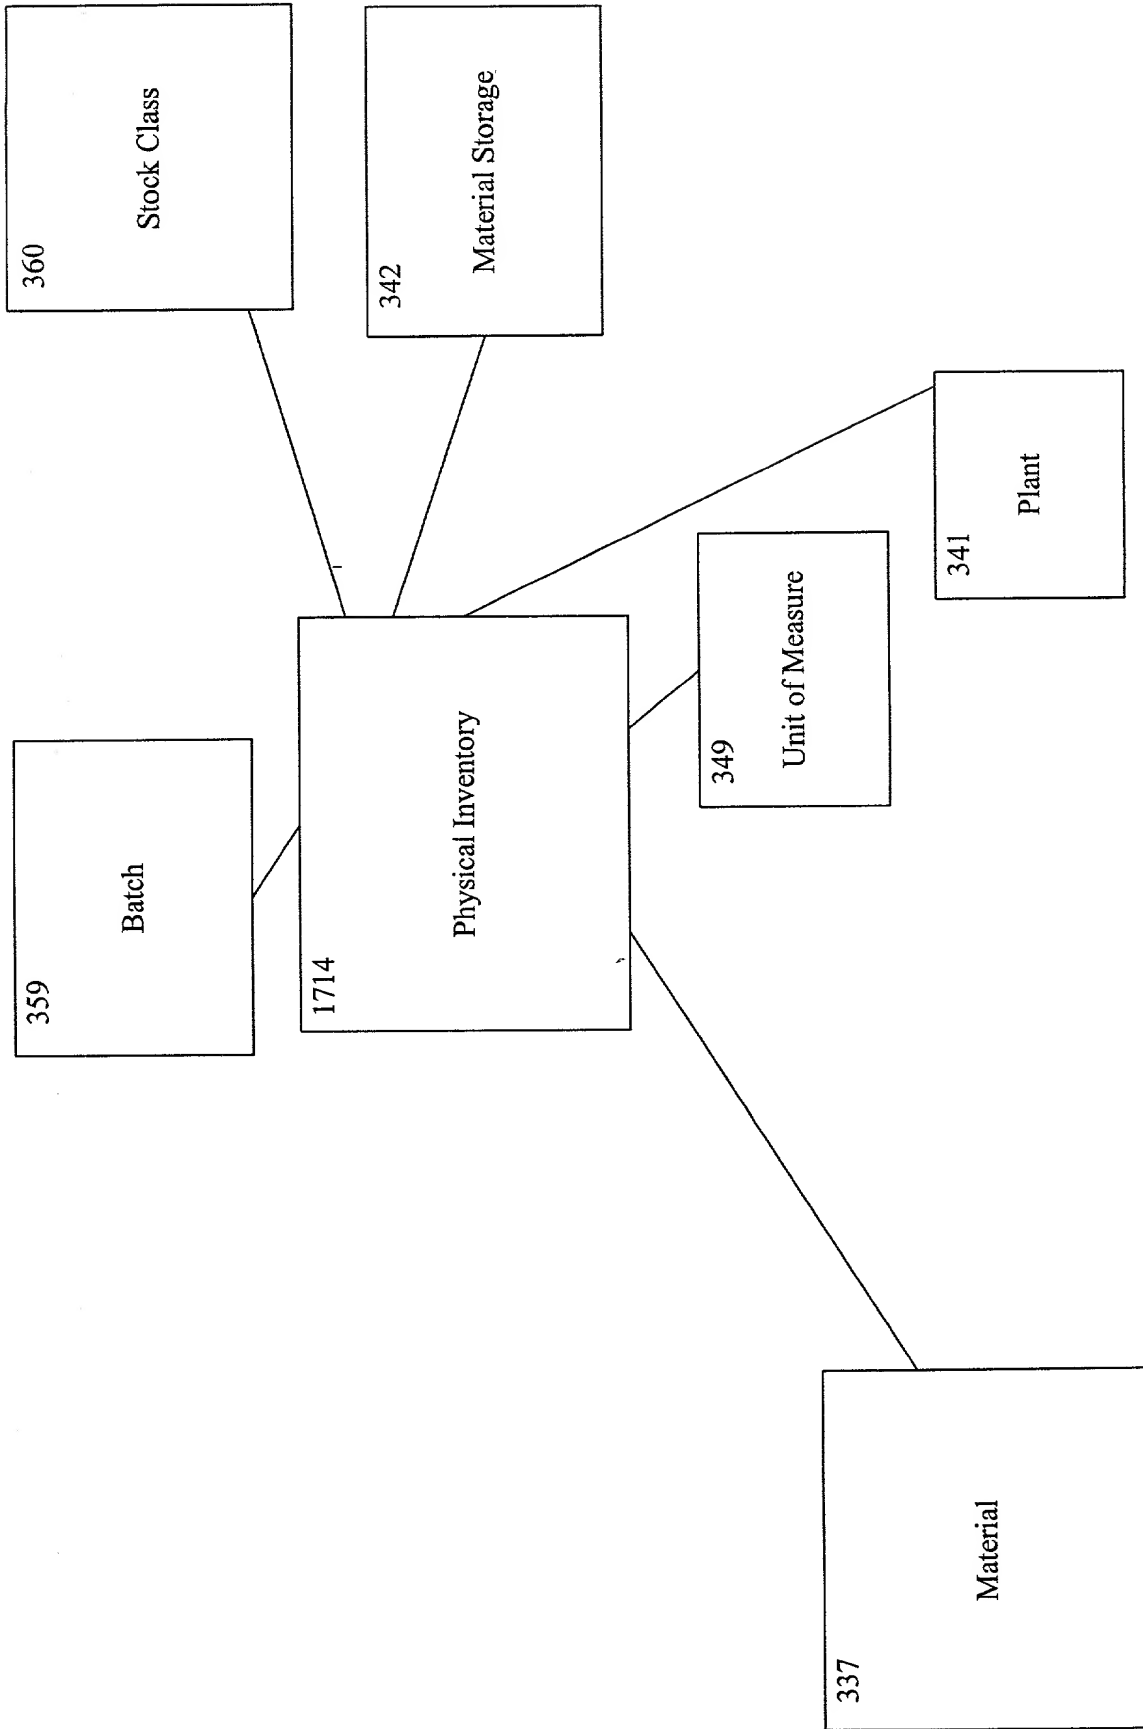 359
Batch
360
Stock Class
1714
Physical Inventory
342
Material Storage
349
Unit of Measure
341
Plant
337
Material